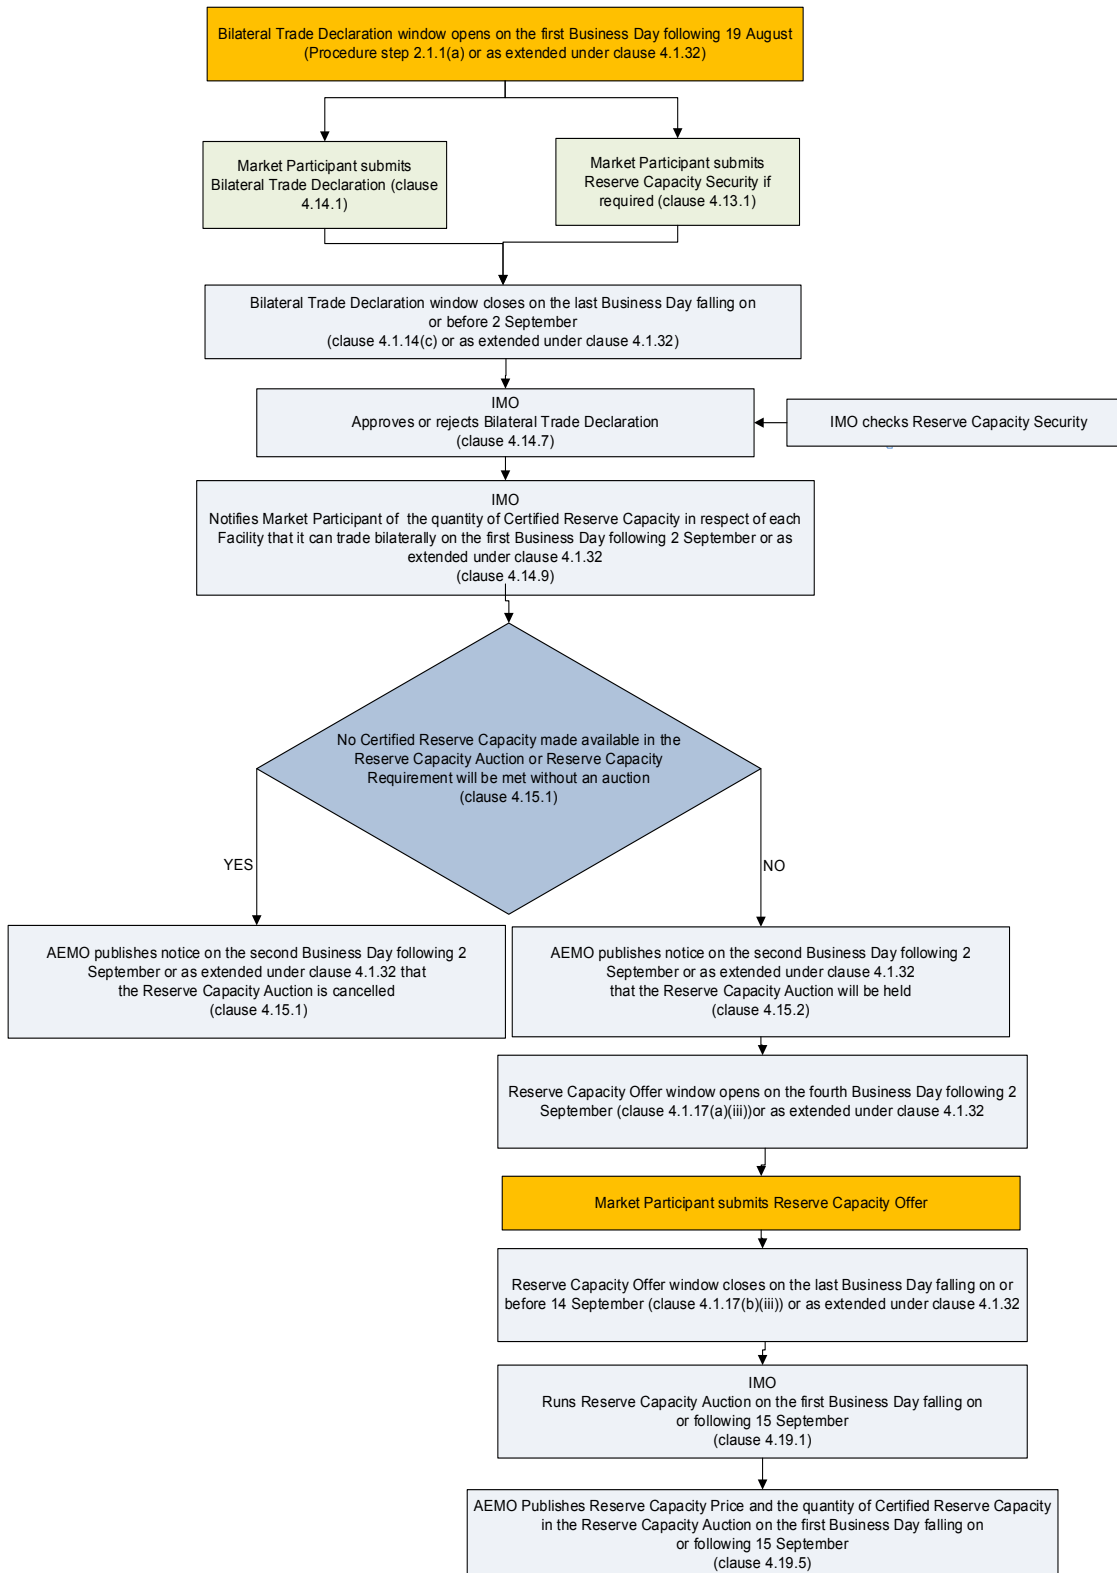 Bilateral Trade Declaration window opens on the first Business Day following 19 August
(Procedure step 2.1.1(a) or as extended under clause 4.1.32)
Market Participant submits
Bilateral Trade Declaration (clause
4.14.1)
Market Participant submits
Reserve Capacity Security if
required (clause 4.13.1)
Bilateral Trade Declaration window closes on the last Business Day falling on
or before 2 September
(clause 4.1.14(c) or as extended under clause 4.1.32)
IMO
Approves or rejects Bilateral Trade Declaration
(clause 4.14.7)
IMO checks Reserve Capacity Security
IMO
Notifies Market Participant of the quantity of Certified Reserve Capacity in respect of each
Facility that it can trade bilaterally on the first Business Day following 2 September or as
extended under clause 4.1.32
(clause 4.14.9)
No Certified Reserve Capacity made available in the
Reserve Capacity Auction or Reserve Capacity
Requirement will be met without an auction
(clause 4.15.1)
YES
NO
AEMO publishes notice on the second Business Day following 2
September or as extended under clause 4.1.32 that
the Reserve Capacity Auction is cancelled
(clause 4.15.1)
AEMO publishes notice on the second Business Day following 2
September or as extended under clause 4.1.32
that the Reserve Capacity Auction will be held
(clause 4.15.2)
Reserve Capacity Offer window opens on the fourth Business Day following 2
September (clause 4.1.17(a)(iii))or as extended under clause 4.1.32
Market Participant submits Reserve Capacity Offer
Reserve Capacity Offer window closes on the last Business Day falling on or
before 14 September (clause 4.1.17(b)(iii)) or as extended under clause 4.1.32
IMO
Runs Reserve Capacity Auction on the first Business Day falling on
or following 15 September
(clause 4.19.1)
AEMO Publishes Reserve Capacity Price and the quantity of Certified Reserve Capacity
in the Reserve Capacity Auction on the first Business Day falling on
or following 15 September
(clause 4.19.5)